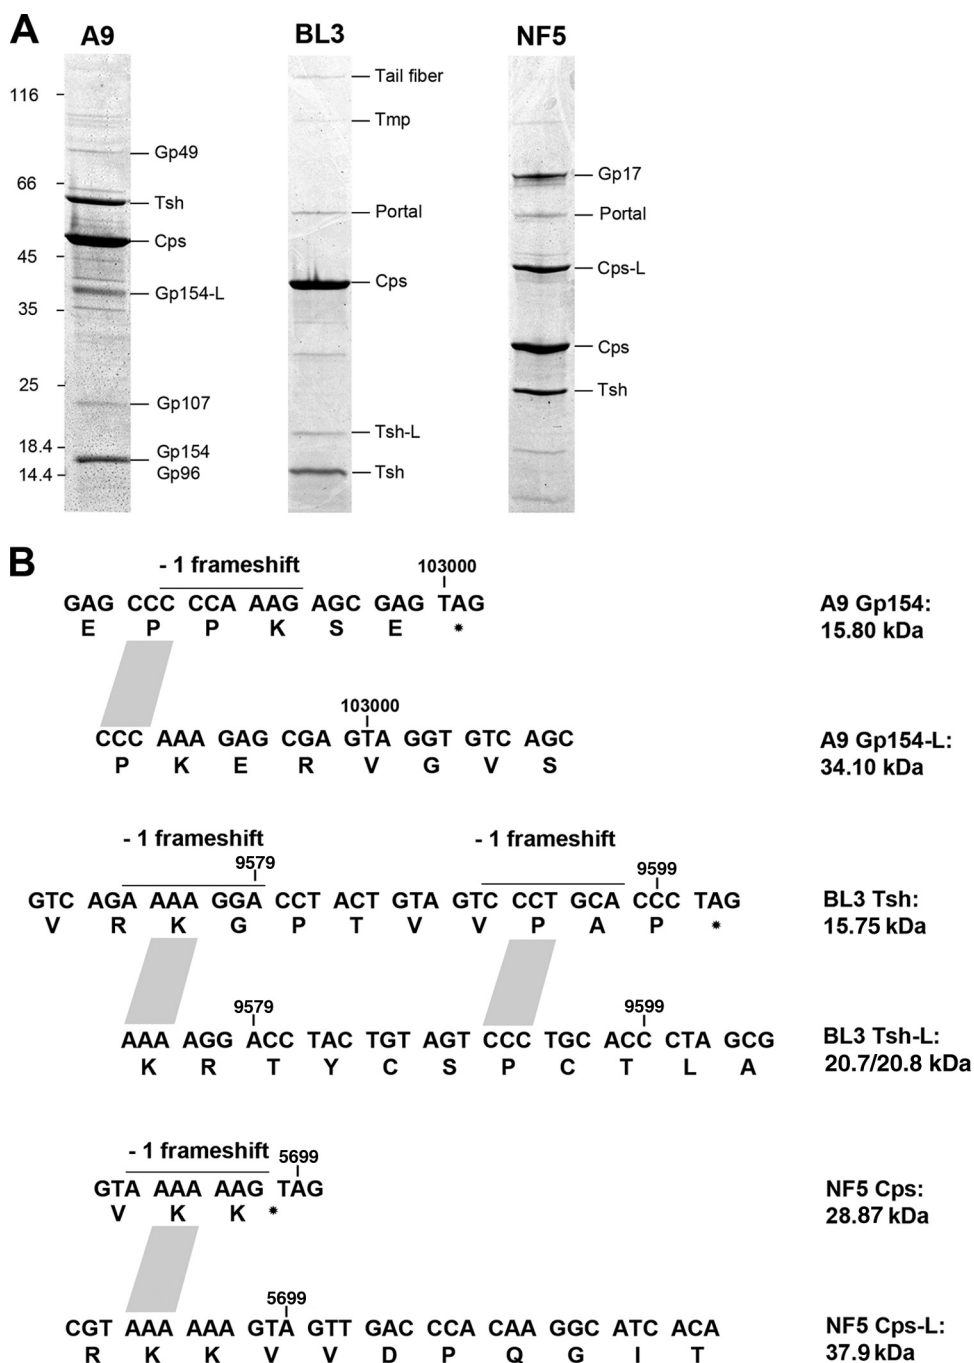 A
A9
BL3
NF5
116
66
45
35
25
18.4
14.4
Gp49
Tsh
Cps
Gp154-L
Gp107
Gp154
Gp96
Tail fiber
Tmp
Portal
Cps
Tsh-L
Tsh
Gp17
Portal
Cps-L
Cps
Tsh
B
- 1 frameshift
103000
GAG CCC CCA AAG AGC GAG TAG
E P P K S E *
A9 Gp154:
15.80 kDa
103000
CCC AAA GAG CGA GTA GGT GTC AGC
P K E R V G V S
A9 Gp154-L:
34.10 kDa
- 1 frameshift
- 1 frameshift
9579
9599
GTC AGA AAA GGA CCT ACT GTA GTC CCT GCA CCC TAG
V R K G P T V V P A P *
BL3 Tsh:
15.75 kDa
9579
9599
AAA AGG ACC TAC TGT AGT CCC TGC ACC CTA GCG
K R T Y C S P C T L A
BL3 Tsh-L:
20.7/20.8 kDa
- 1 frameshift
5699
GTA AAA AAG TAG
V K K *
NF5 Cps:
28.87 kDa
5699
CGT AAA AAA GTA GTT GAC CCA CAA GGC ATC ACA
R K K V V D P Q G I T
NF5 Cps-L:
37.9 kDa